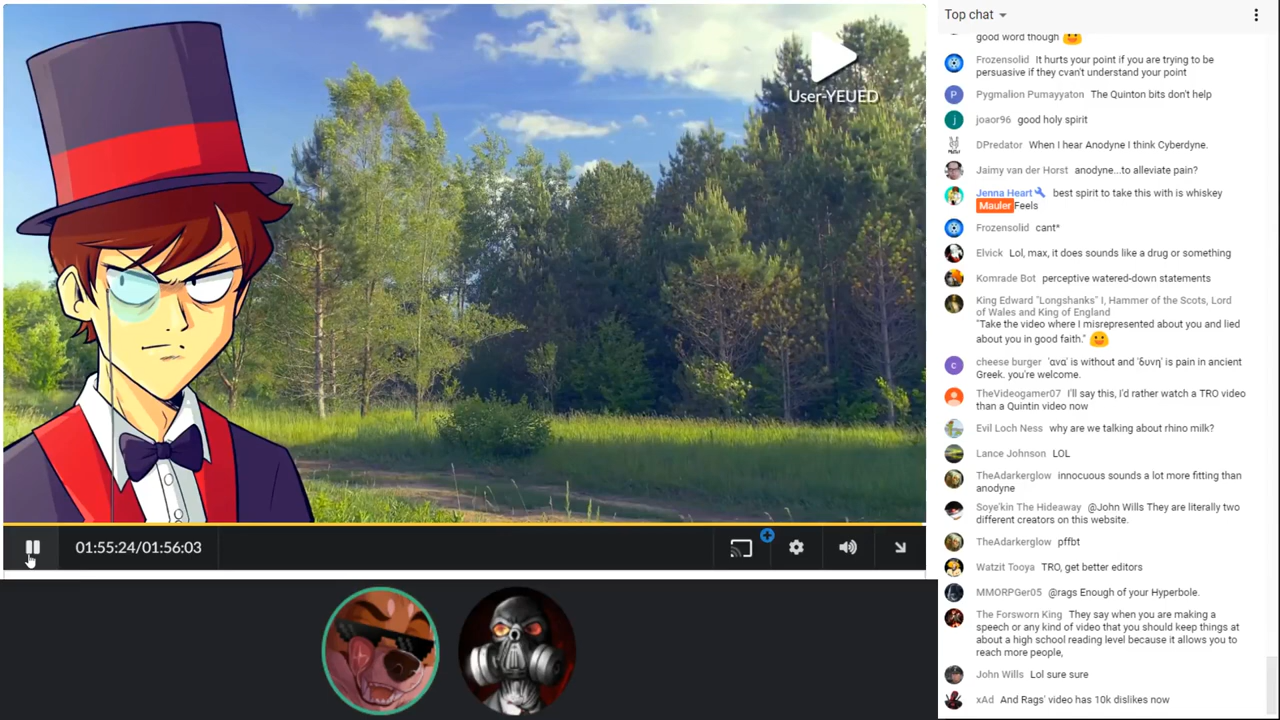 User-YEUED
01:55:24/01:56:03
Top chat
good word though
Frozensolid It hurts your point if you are trying to be
persuasive if they cvan't understand your point
Pygmalion Pumayyaton The Quinton bits don't help
joaor96 good holy spirit
DPredator When I hear Anodyne I think Cyberdyne.
Jaimy van der Horst anodyne...to alleviate pain?
Jenna Heart best spirit to take this with is whiskey
Mauler Feels
Frozensolid cant*
Elvick Lol, max, it does sounds like a drug or something
Komrade Bot perceptive watered-down statements
King Edward "Longshanks" I, Hammer of the Scots, Lord
of Wales and King of England
"Take the video where I misrepresented about you and lied
about you in good faith."
cheese burger 'ανα' is without and 'δυνη' is pain in ancient
Greek. you're welcome.
TheVideogamer07 I'll say this, I'd rather watch a TRO video
than a Quintin video now
Evil Loch Ness why are we talking about rhino milk?
Lance Johnson LOL
TheAdarkerglow innocuous sounds a lot more fitting than
anodyne
Soye'kin The Hideaway @John Wills They are literally two
different creators on this website.
TheAdarkerglow pffbt
Watzit Tooya TRO, get better editors
MMORPGer05 @rags Enough of your Hyperbole.
The Forsworn King They say when you are making a
speech or any kind of video that you should keep things at
about a high school reading level because it allows you to
reach more people,
John Wills Lol sure sure
xAd And Rags' video has 10k dislikes now